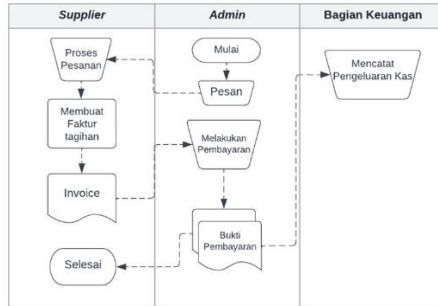 Supplier
Admin
Bagian Keuangan
Proses
Pesanan
Mulai
Mencatat
Pengeluaran Kas
Pesan
Membuat
Faktur
tagihan
Melakukan
Pembayaran
Invoice
Bukti
Pembayaran
Selesai